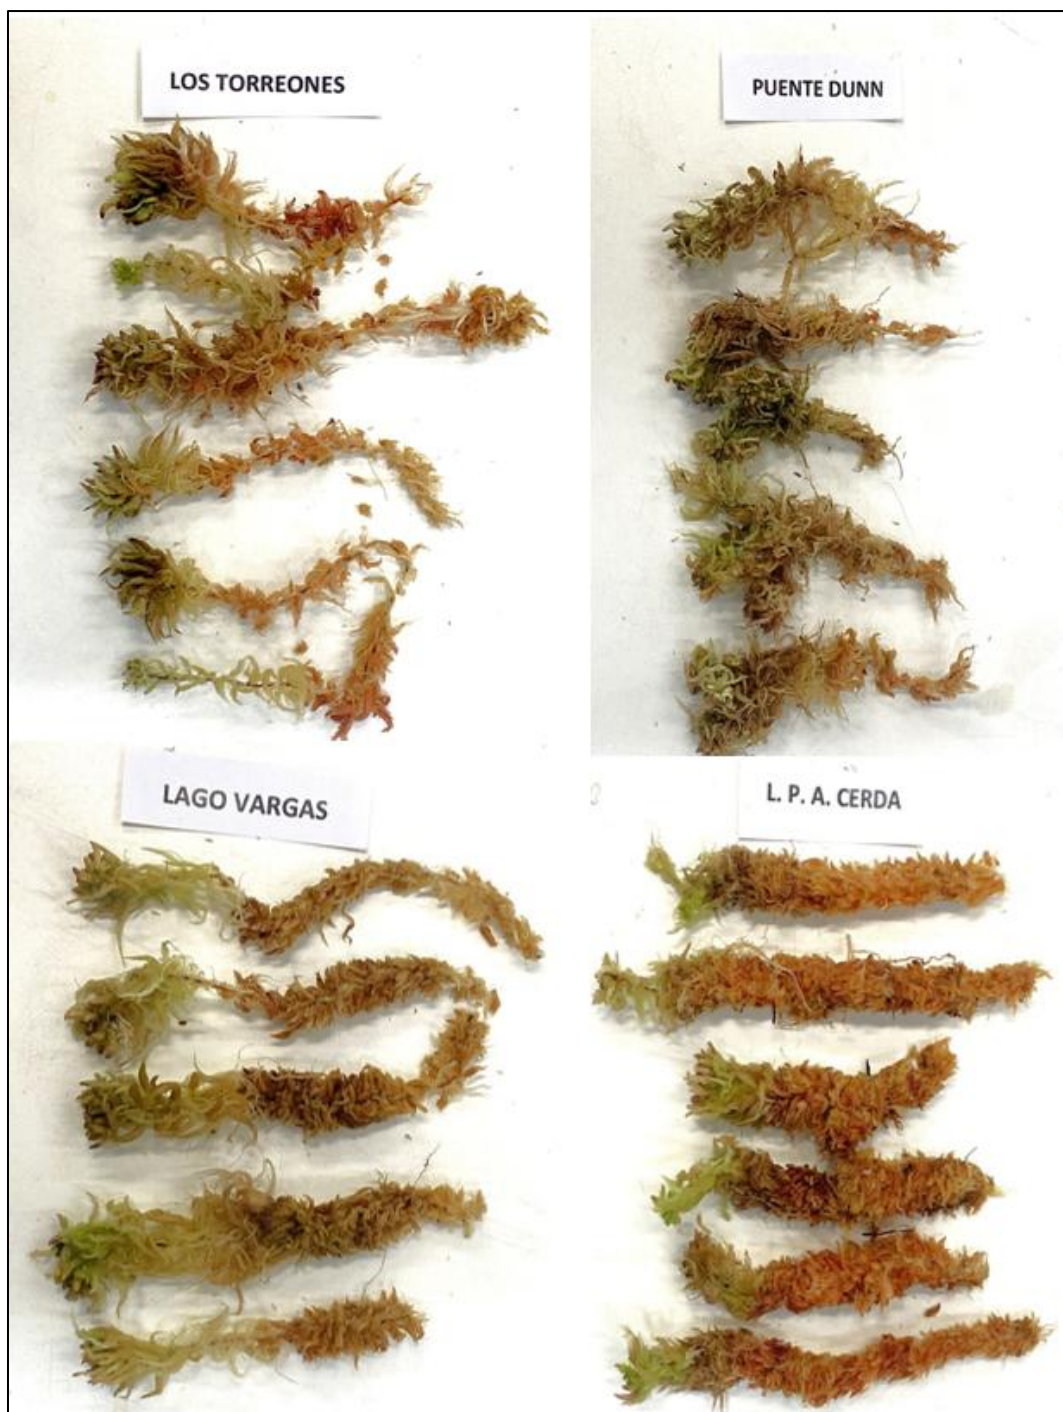 LOS TORREONES
PUENTE DUNN
LAGO VARGAS
L. P. A. CERDA